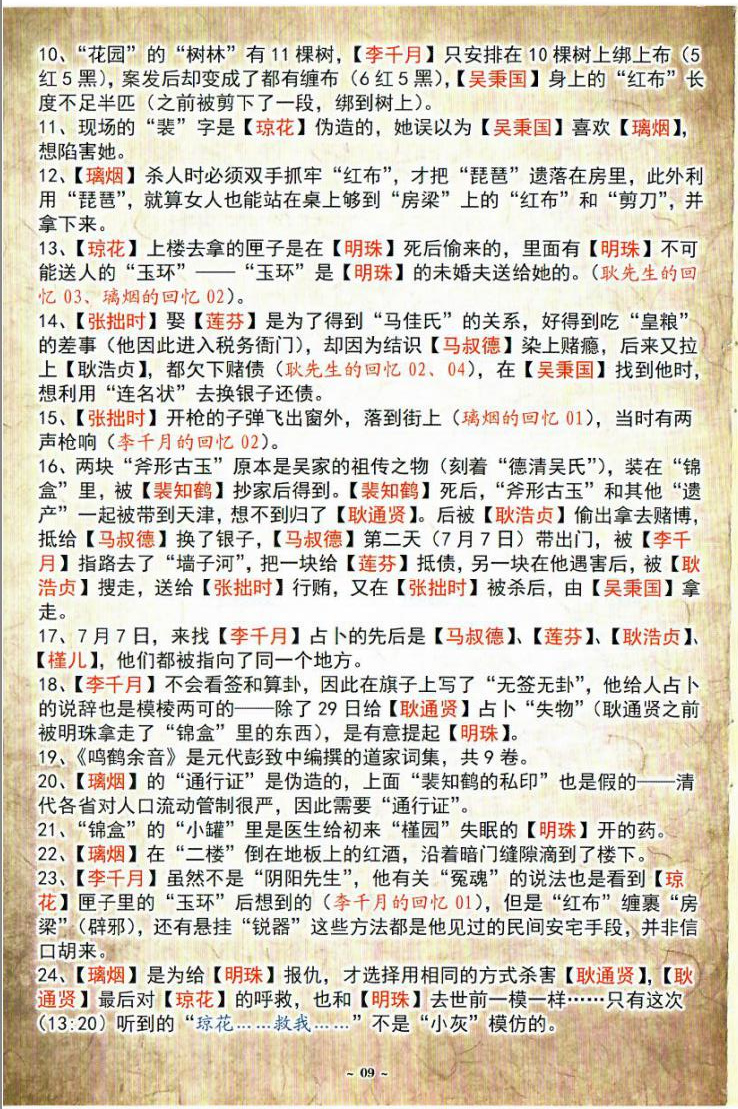 10、“花园”的“树林”有11棵树，【李千月】只安排在10棵树上绑上布（5
红5黑），案发后却变成了都有缠布（6红5黑），【吴秉国】身上的“红布”长
度不足半匹（之前被剪下了一段，绑到树上）。
11、现场的“裴”字是【琼花】伪造的，她误以为【吴秉国】喜欢【璃烟】，
想陷害她。
12、【璃烟】杀人时必须双手抓牢“红布”，才把“琵琶”遗落在房里，此外利
用“琵琶”，就算女人也能站在桌上够到“房梁”上的“红布”和“剪刀”，并
拿下来。
13、【琼花】上楼去拿的匣子是在【明珠】死后偷来的，里面有【明珠】不可
能送人的“玉环”——“玉环”是【明珠】的未婚夫送给她的。（耿先生的回
忆03、璃烟的回忆02）。
14、【张拙时】娶【莲芬】是为了得到“马佳氏”的关系，好得到吃“皇粮”
的差事（他因此进入税务衙门），却因为结识【马叔德】染上赌瘾，后来又拉
上【耿浩贞】，都欠下赌债（耿先生的回忆02、04），在【吴秉国】找到他时，
想利用“连名状”去换银子还债。
15、【张拙时】开枪的子弹飞出窗外，落到街上（璃烟的回忆01），当时有两
声枪响（李千月的回忆02）。
16、两块“斧形古玉”原本是吴家的祖传之物（刻着“德清吴氏”），装在“锦
盒”里，被【裴知鹤】抄家后得到。【裴知鹤】死后，“斧形古玉”和其他“遗
产”一起被带到天津，想不到归了【耿通贤】。后被【耿浩贞】偷出拿去赌博，
抵给【马叔德】换了银子，【马叔德】第二天（7月7日）带出门，被【李千
月】指路去了“墙子河”，把一块给【莲芬】抵债，另一块在他遇害后，被【耿
浩贞】搜走，送给【张拙时】行贿，又在【张拙时】被杀后，由【吴秉国】拿
走。
17、7月7日，来找【李千月】占卜的先后是【马叔德】、【莲芬】、【耿浩贞】、
【槿儿】，他们都被指向了同一个地方。
18、【李千月】不会看签和算卦，因此在旗子上写了“无签无卦”，他给人占卜
的说辞也是模棱两可的——除了29日给【耿通贤】占卜“失物”（耿通贤之前
被明珠拿走了“锦盒”里的东西），是有意提起【明珠】。
19、《鸣鹤余音》是元代彭致中编撰的道家词集，共9卷。
20、【璃烟】的“通行证”是伪造的，上面“裴知鹤的私印”也是假的——清
代各省对人口流动管制很严，因此需要“通行证”。
21、“锦盒”的“小罐”里是医生给初来“槿园”失眠的【明珠】开的药。
22、【璃烟】在“二楼”倒在地板上的红酒，沿着暗门缝隙滴到了楼下。
23、【李千月】虽然不是“阴阳先生”，他有关“冤魂”的说法也是看到【琼
花】匣子里的“玉环”后想到的（李千月的回忆01），但是“红布”缠裹“房
梁”（辟邪），还有悬挂“锐器”这些方法都是他见过的民间安宅手段，并非信
口胡来。
24、【璃烟】是为给【明珠】报仇，才选择用相同的方式杀害【耿通贤】，【耿
通贤】最后对【琼花】的呼救，也和【明珠】去世前一模一样……只有这次
（13:20）听到的“琼花……救我……”不是“小灰”模仿的。
~ 09 ~